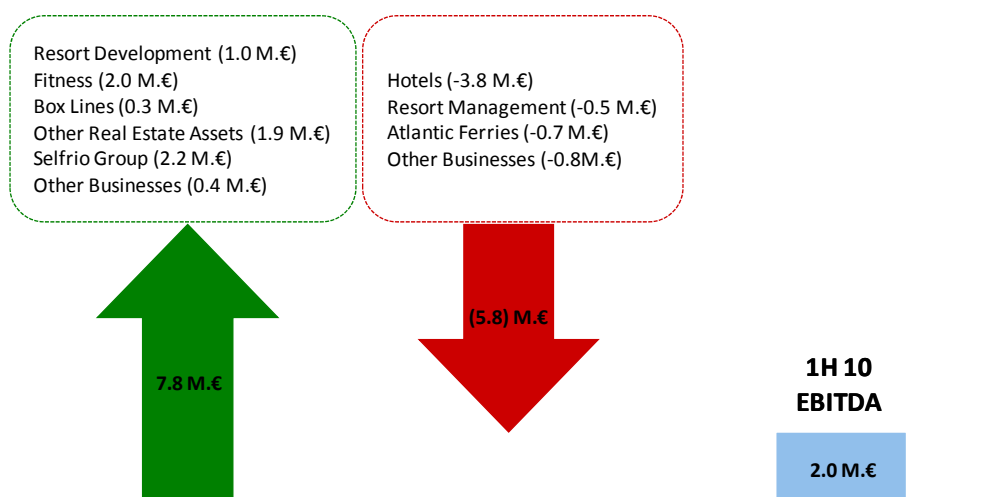 Resort Development (1.0 M.€)
Fitness (2.0 M.€)
Box Lines (0.3 M.€)
Other Real Estate Assets (1.9 M.€)
Selfrio Group (2.2 M.€)
Other Businesses (0.4 M.€)
Hotels (-3.8 M.€)
Resort Management (-0.5 M.€)
Atlantic Ferries (-0.7 M.€)
Other Businesses (-0.8M.€)
(5.8) M.€
7.8 M.€
1H 10
EBITDA
2.0 M.€